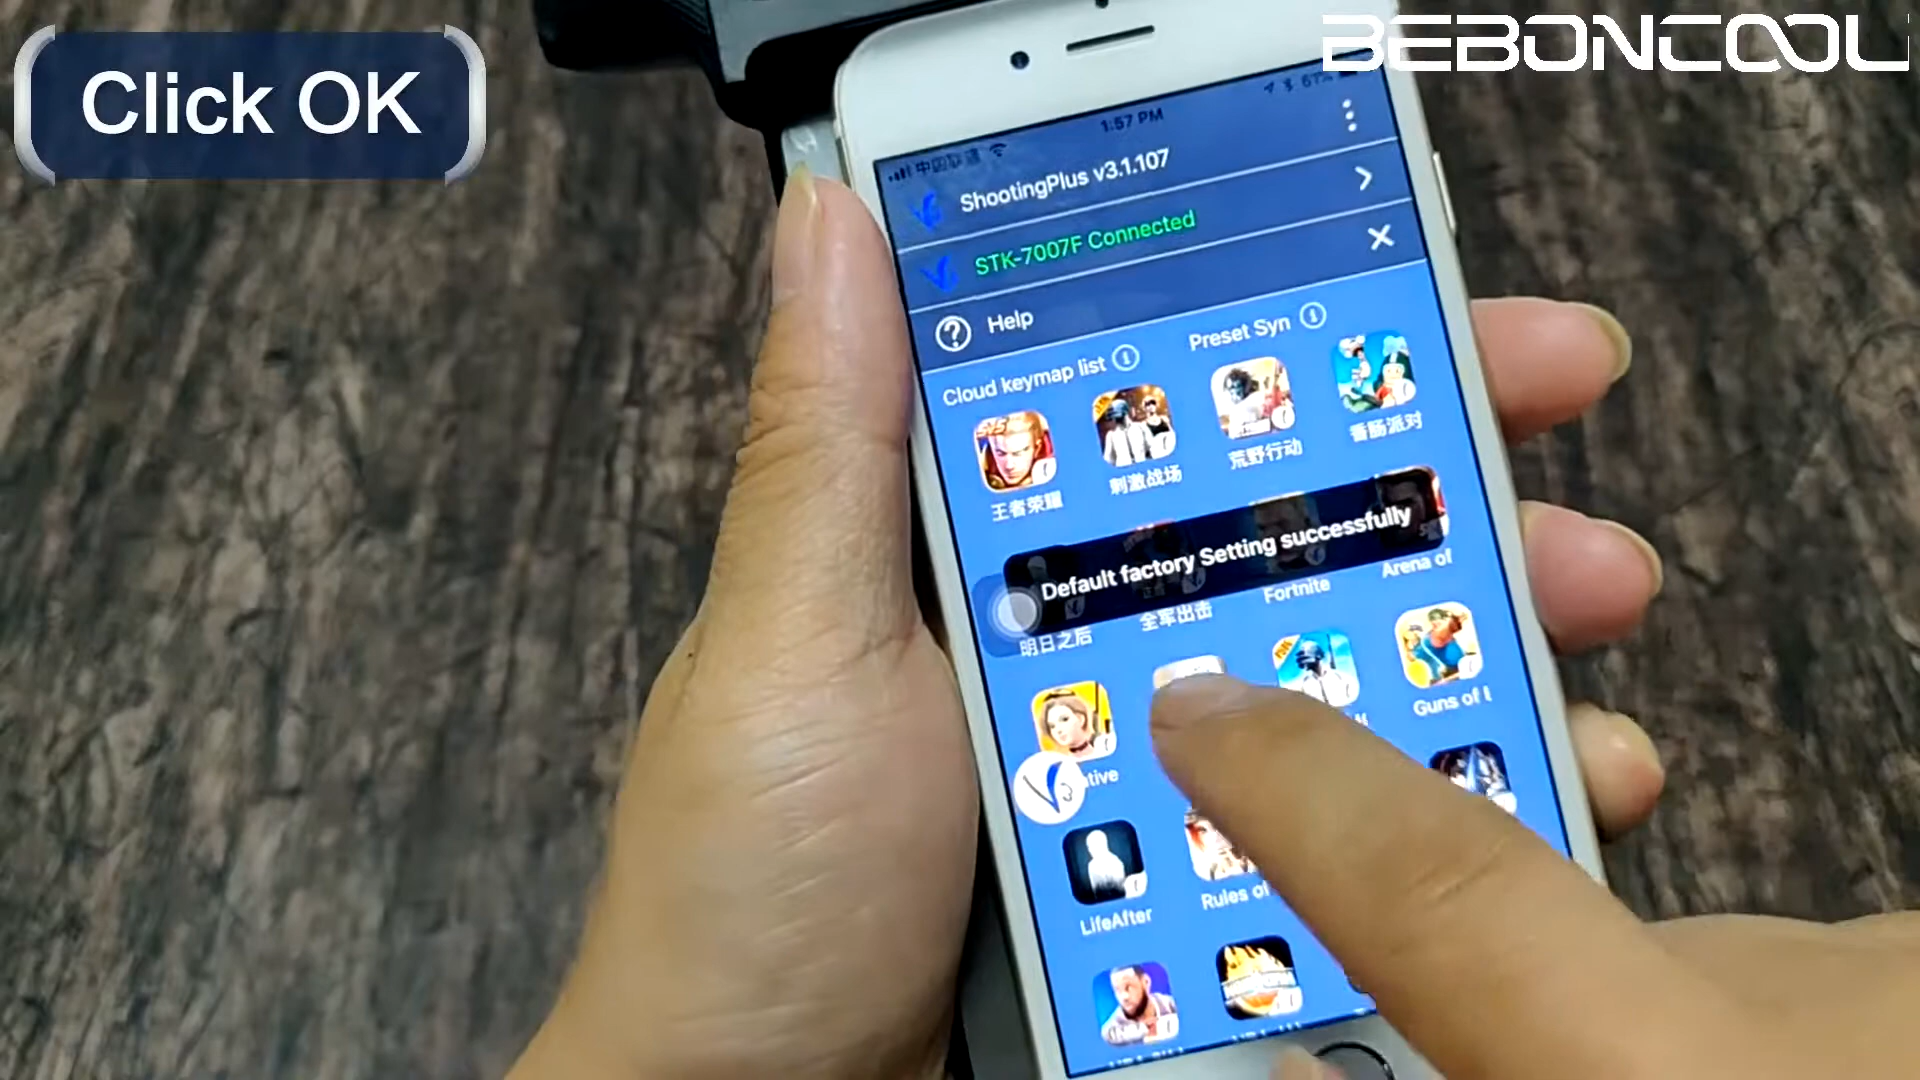 Click OK
BEBONCOOL
1:57 PM
ShootingPlus v3.1.107
STK-7007F Connected
Help
Cloud keymap list
Preset Syn
王者荣耀
刺激战场
荒野行动
香肠派对
Default factory Setting successfully
明日之后
全军出击
Fortnite
Arena of
Guns of
LifeAfter
Rules of